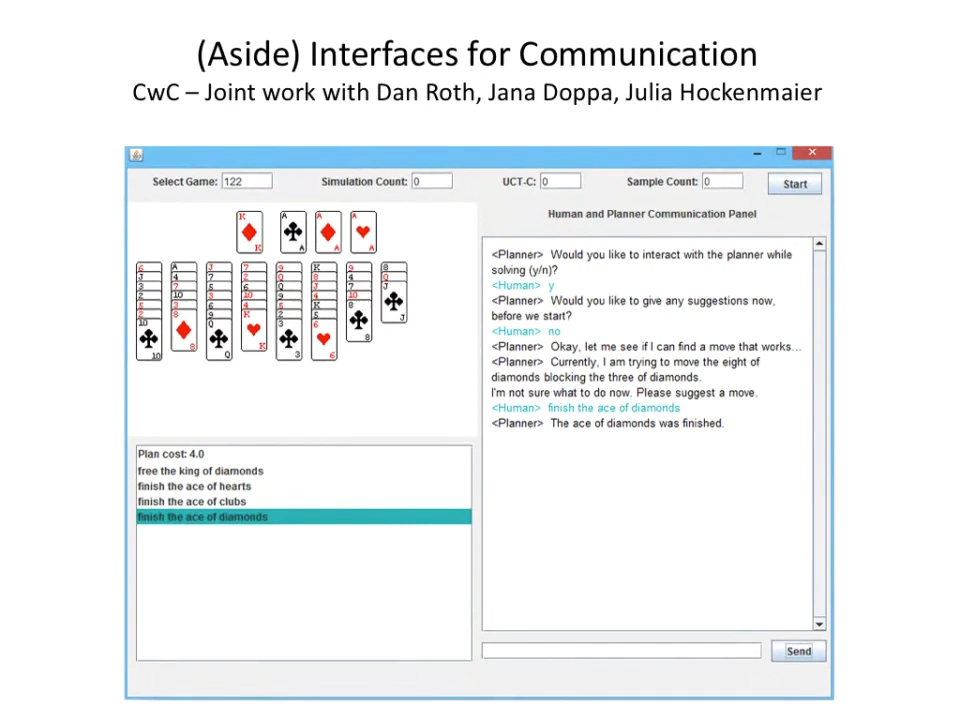 (Aside) Interfaces for Communication
CwC – Joint work with Dan Roth, Jana Doppa, Julia Hockenmaier
Select Game: 122 Simulation Count: 0 UCT-C: 0 Sample Count: 0 Start
Human and Planner Communication Panel
<Planner> Would you like to interact with the planner while
solving (y/n)?
<Human> y
<Planner> Would you like to give any suggestions now,
before we start?
<Human> no
<Planner> Okay, let me see if I can find a move that works...
<Planner> Currently, I am trying to move the eight of
diamonds blocking the three of diamonds.
I'm not sure what to do now. Please suggest a move.
<Human> finish the ace of diamonds
<Planner> The ace of diamonds was finished.
K A A A
K A A A
Plan cost: 4.0
free the king of diamonds
finish the ace of hearts
finish the ace of clubs
finish the ace of diamonds
Send